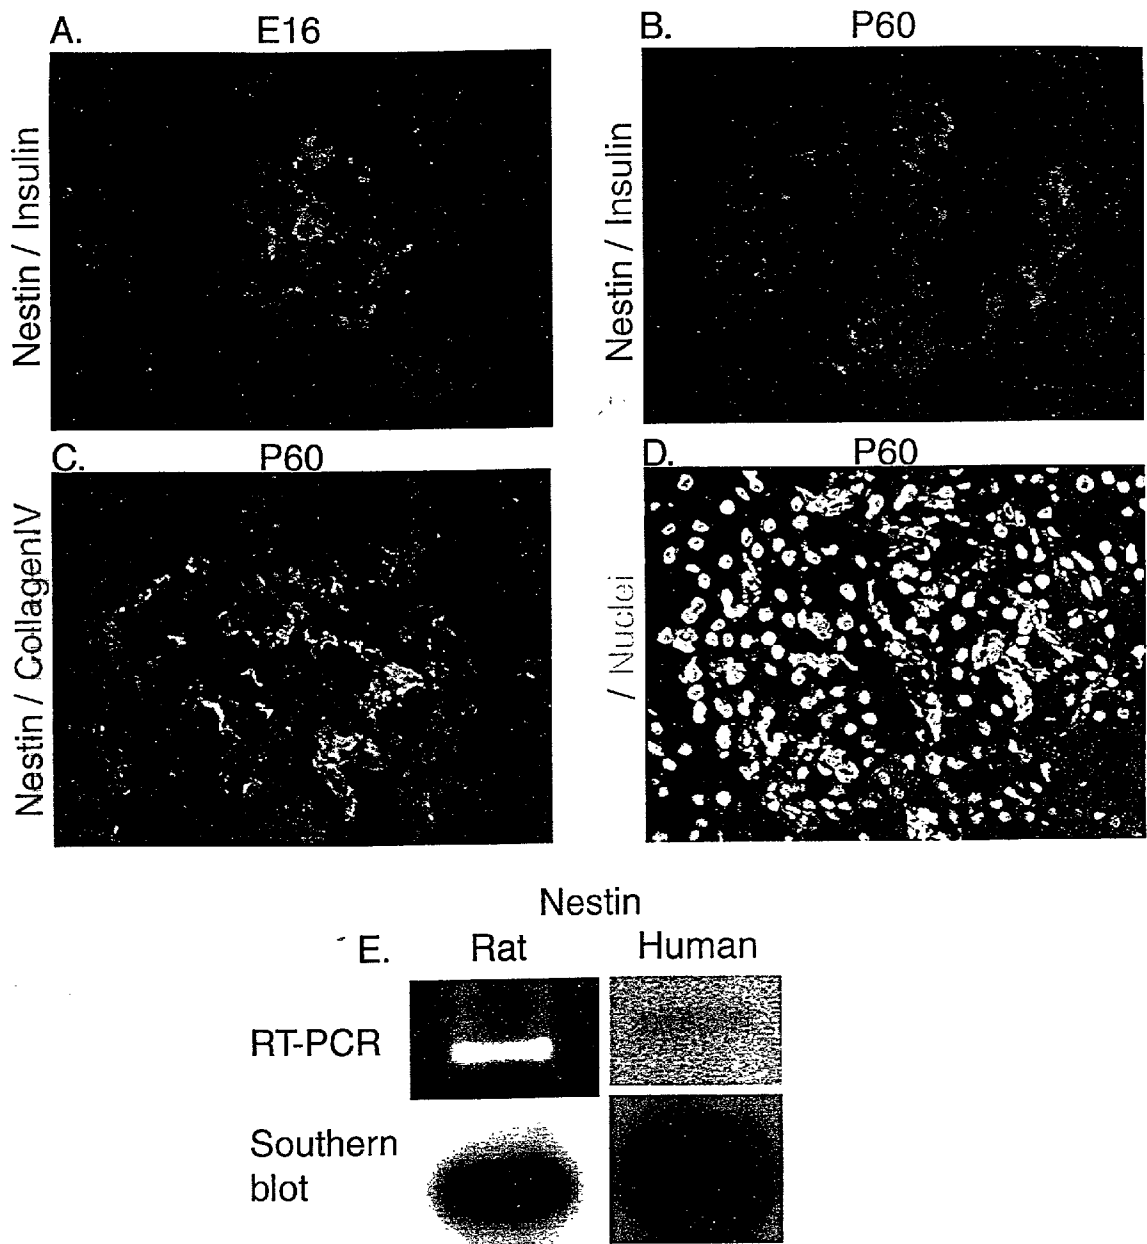 A.
E16
B.
P60
Nestin / Insulin
Nestin / Insulin
C.
P60
D.
P60
Nestin / CollagenIV
/ Nuclei
Nestin
E.
Rat
Human
RT-PCR
Southern
blot